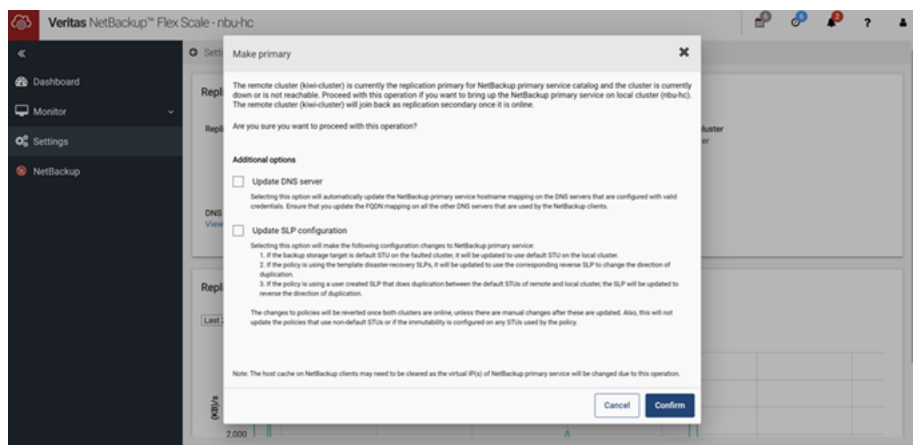 Veritas NetBackup™ Flex Scale - nbu-hc
?
«
Dashboard
Monitor
Settings
NetBackup
Setti
Make primary
The remote cluster (kiwi-cluster) is currently the replication primary for NetBackup primary service catalog and the cluster is currently
down or is not reachable. Proceed with this operation if you want to bring up the NetBackup primary service on local cluster (nbu-hc).
The remote cluster (kiwi-cluster) will join back as replication secondary once it is online.
Are you sure you want to proceed with this operation?
Additional options
Update DNS server
Selecting this option will automatically update the NetBackup primary service hostname mapping on the DNS servers that are configured with valid
credentials. Ensure that you update the FQDN mapping on all the other DNS servers that are used by the NetBackup clients.
Update SLP configuration
Selecting this option will make the following configuration changes to NetBackup primary service:
1. If the backup storage target is default STU on the faulted cluster, it will be updated to use default STU on the local cluster.
2. If the policy is using the template disaster-recovery SLPs, it will be updated to use the corresponding reverse SLP to change the direction of
duplication.
3. If the policy is using a user created SLP that does duplication between the default STUs of remote and local cluster, the SLP will be updated to
reverse the direction of duplication.
The changes to policies will be reverted once both clusters are online, unless there are manual changes after these are updated. Also, this will not
update the policies that use non-default STUs or if the immutability is configured on any STUs used by the policy.
Note: The host cache on NetBackup clients may need to be cleared as the virtual IP(s) of NetBackup primary service will be changed due to this operation.
Cancel
Confirm
Repli
Repli
luster
er
DNS
View
Repli
Last 2
(KB)/s
2.000